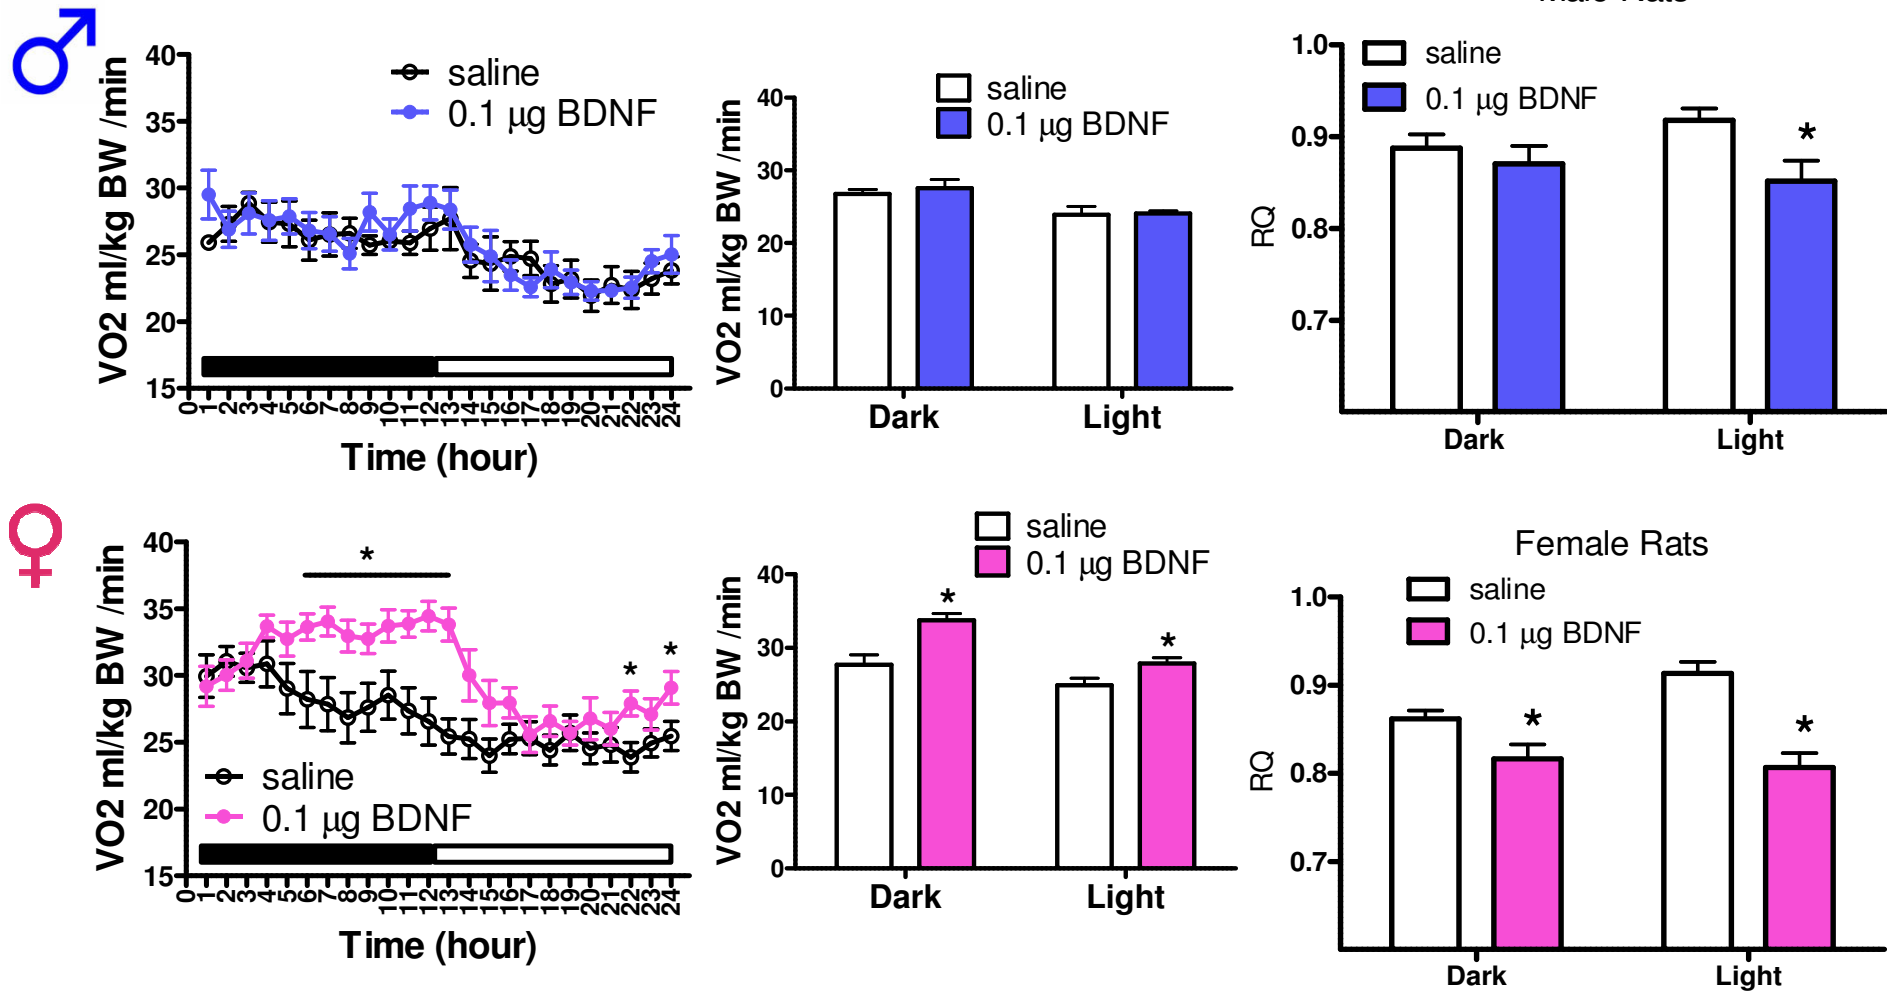 Male Rats
40
35
30
25
20
15
VO2 ml/kg BW /min
saline
0.1 μg BDNF
0 1 2 3 4 5 6 7 8 9 10 11 12 13 14 15 16 17 18 19 20 21 22 23 24
Time (hour)
40
30
20
10
0
VO2 ml/kg BW /min
saline
0.1 μg BDNF
Dark Light
1.0
0.9
0.8
0.7
RQ
saline
0.1 μg BDNF
*
Dark Light
40
35
30
25
20
15
VO2 ml/kg BW /min
*
*
*
saline
0.1 μg BDNF
0 1 2 3 4 5 6 7 8 9 10 11 12 13 14 15 16 17 18 19 20 21 22 23 24
Time (hour)
40
30
20
10
0
VO2 ml/kg BW /min
saline
0.1 μg BDNF
*
*
Dark Light
Female Rats
1.0
0.9
0.8
0.7
RQ
saline
0.1 μg BDNF
*
*
Dark Light